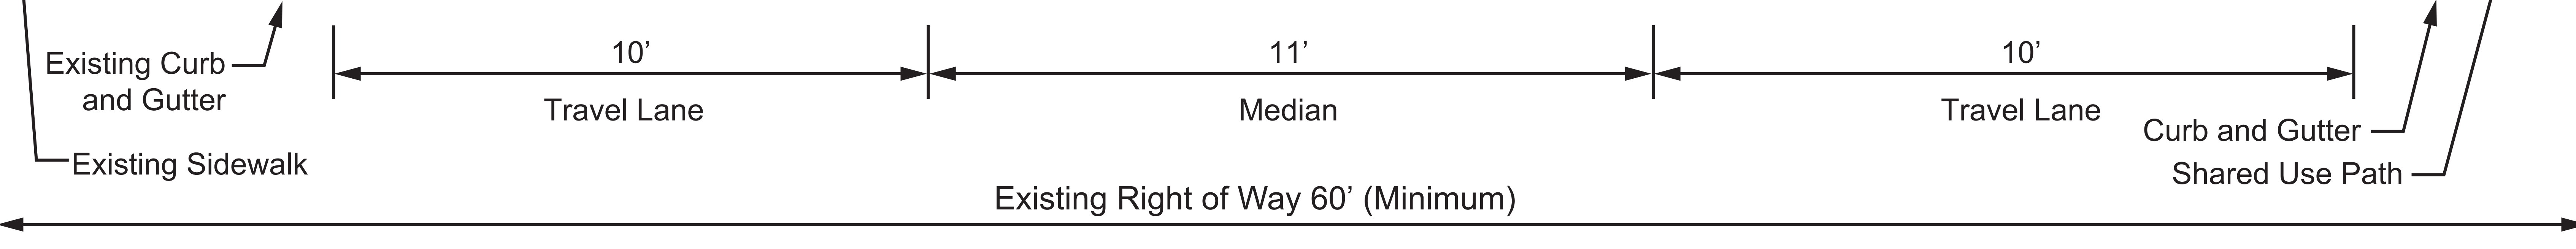 10’
11’
10’
Existing Curb
and Gutter
Travel Lane
Median
Travel Lane
Curb and Gutter
Existing Sidewalk
Shared Use Path
Existing Right of Way 60’ (Minimum)